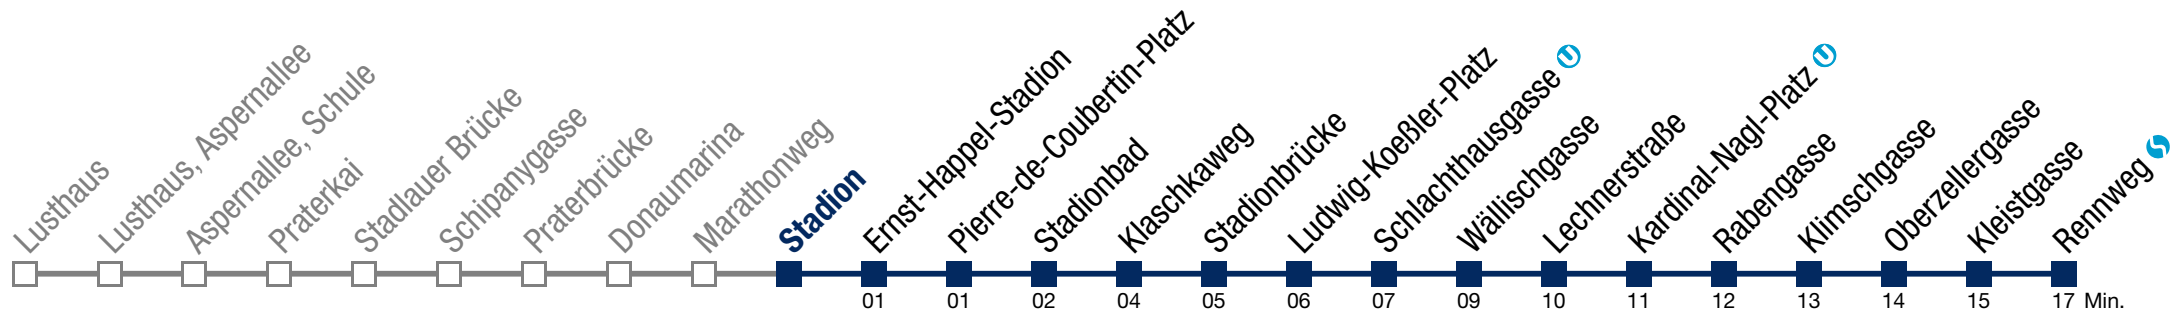 Lusthaus
Lusthaus, Aspernallee
Aspernallee, Schule
Praterkai
Stadlauer Brücke
Schipanygasse
Praterbrücke
Donaumarina
Marathonweg
Stadion
Ernst-Happel-Stadion
Pierre-de-Coubertin-Platz
Stadionbad
Klaschkaweg
Stadionbrücke
Ludwig-Koeßler-Platz
Schlachthausgasse U
Wällischgasse
Lechnerstraße
Kardinal-Nagl-Platz U
Rabengasse
Klimschgasse
Oberzellergasse
Kleistgasse
Rennweg S
01 01 02 04 05 06 07 09 10 11 12 13 14 15 17 Min.